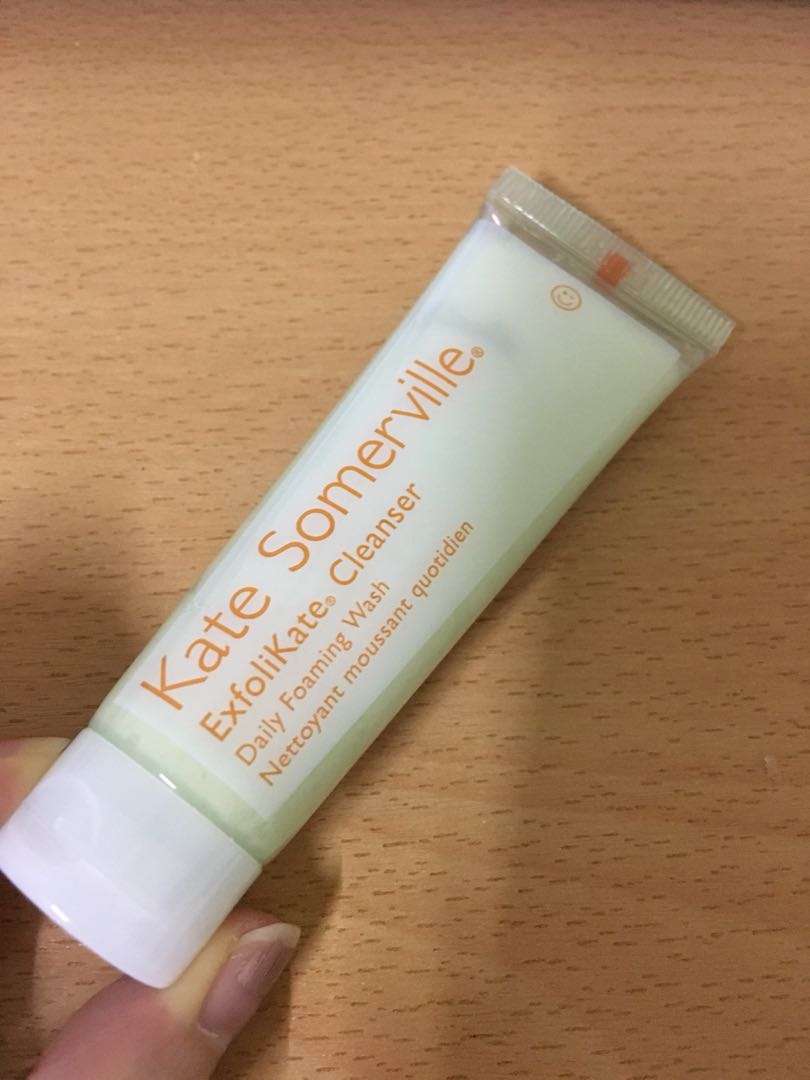 Kate Somerville®
ExfoliKate® Cleanser
Daily Foaming Wash
Nettoyant moussant quotidien